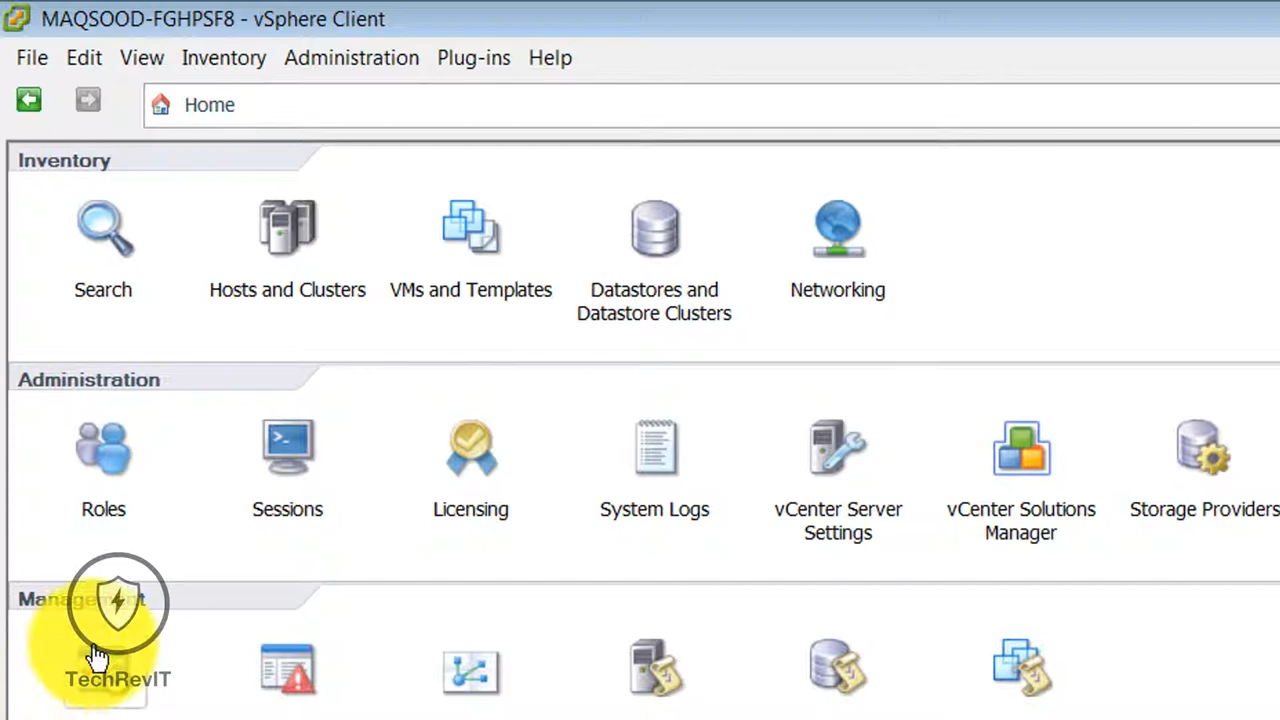 MAQSOOD-FGHPSF8 - vSphere Client
File Edit View Inventory Administration Plug-ins Help
Home
Inventory
Search Hosts and Clusters VMs and Templates Datastores and Networking
Datastore Clusters
Administration
Roles Sessions Licensing System Logs vCenter Server vCenter Solutions Storage Providers
Settings Manager
Management
TechRevIT